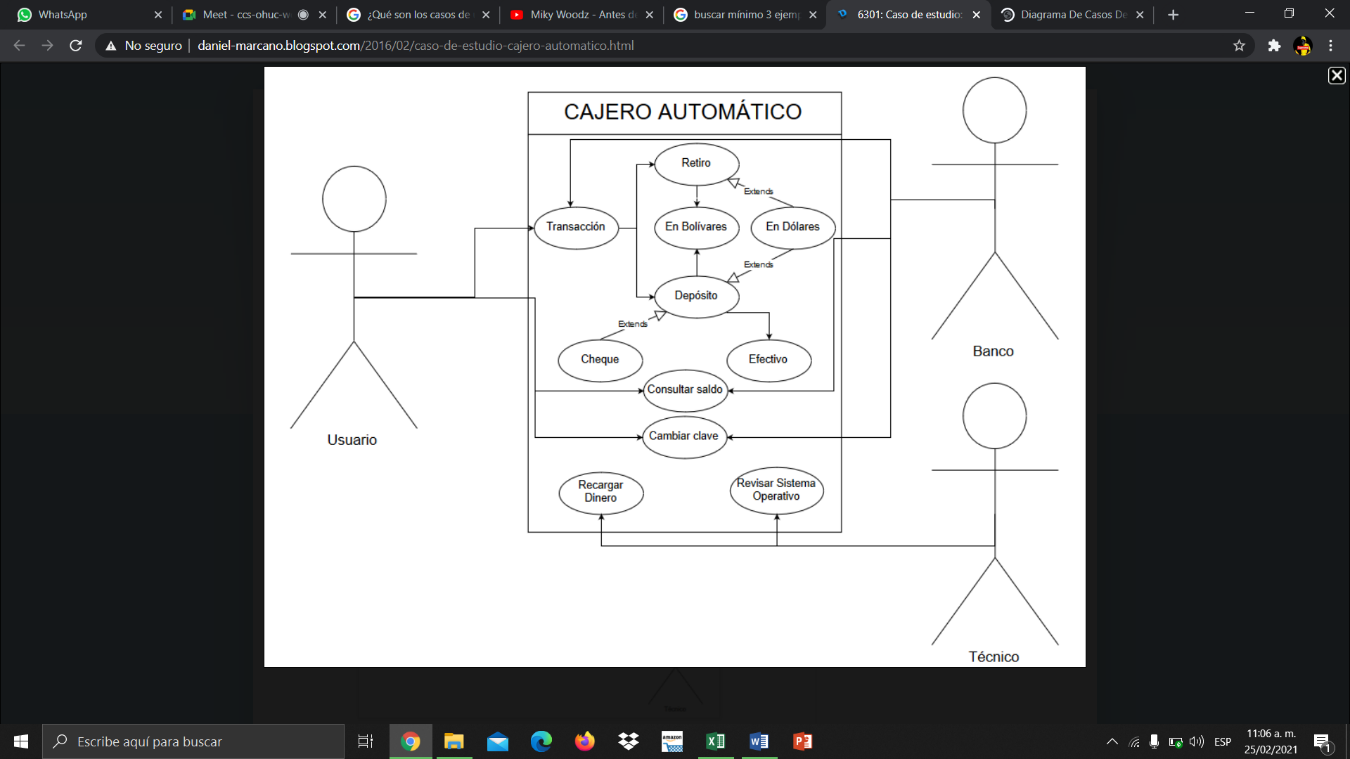 WhatsApp
Meet - ccs-ohuc-w
¿Qué son los casos de
Miky Woodz - Antes d
buscar mínimo 3 ejem
6301: Caso de estudio:
Diagrama De Casos De
No seguro
daniel-marcano.blogspot.com/2016/02/caso-de-estudio-cajero-automatico.html
CAJERO AUTOMÁTICO
Retiro
Extends
Transacción
En Bolívares
En Dólares
Extends
Depósito
Extends
Cheque
Efectivo
Consultar saldo
Cambiar clave
Recargar
Dinero
Revisar Sistema
Operativo
Usuario
Banco
Técnico
Escribe aquí para buscar
amazon
ESP
11:06 a. m.
25/02/2021
1